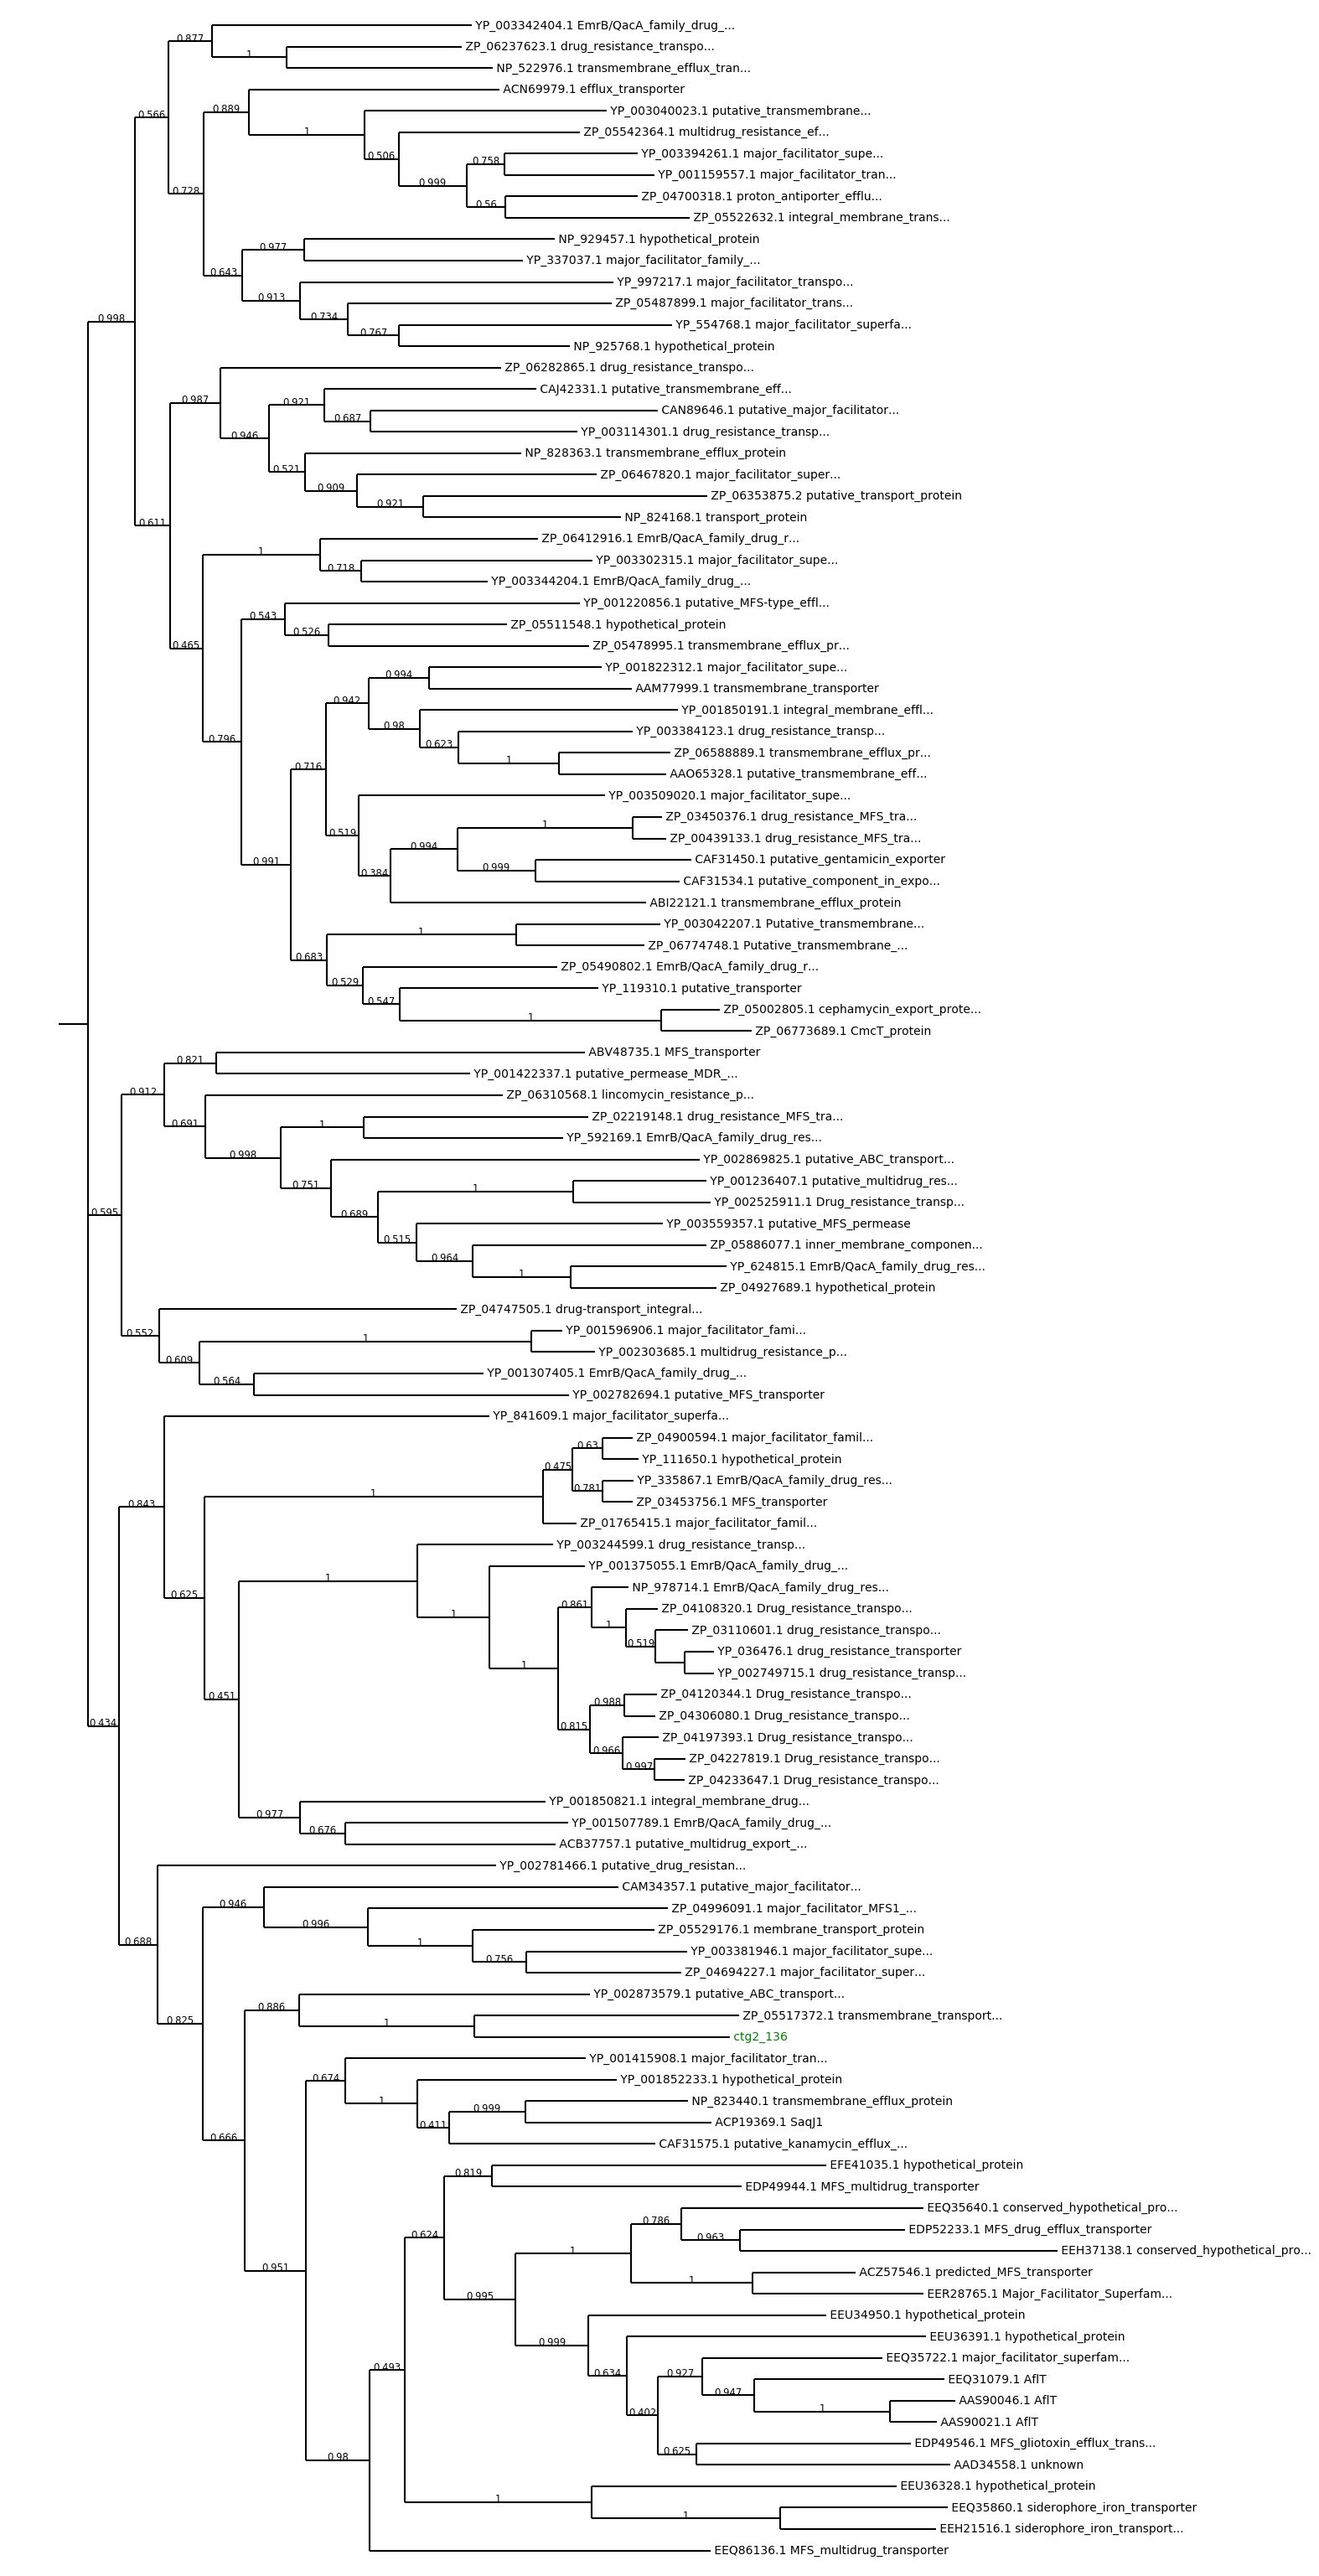 YP_003342404.1 EmrB/QacA_family_drug_...
0.877
ZP_06237623.1 drug_resistance_transpo...
1
NP_522976.1 transmembrane_efflux_tran...
ACN69979.1 efflux_transporter
0.889
YP_003040023.1 putative_transmembrane...
0.566
1
ZP_05542364.1 multidrug_resistance_ef...
YP_003394261.1 major_facilitator_supe...
0.506
0.758
YP_001159557.1 major_facilitator_tran...
0.999
0.728
ZP_04700318.1 proton_antiporter_efflu...
0.56
ZP_05522632.1 integral_membrane_trans...
NP_929457.1 hypothetical_protein
0.977
YP_337037.1 major_facilitator_family_...
0.643
YP_997217.1 major_facilitator_transpo...
0.913
ZP_05487899.1 major_facilitator_trans...
0.998
0.734
YP_554768.1 major_facilitator_superfa...
0.767
NP_925768.1 hypothetical_protein
ZP_06282865.1 drug_resistance_transpo...
CAJ42331.1 putative_transmembrane_eff...
0.987
0.921
CAN89646.1 putative_major_facilitator...
0.687
YP_003114301.1 drug_resistance_transp...
0.946
NP_828363.1 transmembrane_efflux_protein
0.521
ZP_06467820.1 major_facilitator_super...
0.909
ZP_06353875.2 putative_transport_protein
0.921
NP_824168.1 transport_protein
0.611
ZP_06412916.1 EmrB/QacA_family_drug_r...
1
YP_003302315.1 major_facilitator_supe...
0.718
YP_003344204.1 EmrB/QacA_family_drug_...
YP_001220856.1 putative_MFS-type_effl...
0.543
ZP_05511548.1 hypothetical_protein
0.526
0.465
ZP_05478995.1 transmembrane_efflux_pr...
YP_001822312.1 major_facilitator_supe...
0.994
AAM77999.1 transmembrane_transporter
0.942
YP_001850191.1 integral_membrane_effl...
0.98
YP_003384123.1 drug_resistance_transp...
0.796
0.623
ZP_06588889.1 transmembrane_efflux_pr...
1
0.716
AAO65328.1 putative_transmembrane_eff...
YP_003509020.1 major_facilitator_supe...
ZP_03450376.1 drug_resistance_MFS_tra...
1
0.519
ZP_00439133.1 drug_resistance_MFS_tra...
0.994
0.991
CAF31450.1 putative_gentamicin_exporter
0.999
0.384
CAF31534.1 putative_component_in_expo...
ABI22121.1 transmembrane_efflux_protein
YP_003042207.1 Putative_transmembrane...
1
ZP_06774748.1 Putative_transmembrane_...
0.683
ZP_05490802.1 EmrB/QacA_family_drug_r...
0.529
YP_119310.1 putative_transporter
0.547
ZP_05002805.1 cephamycin_export_prote...
1
ZP_06773689.1 CmcT_protein
ABV48735.1 MFS_transporter
0.821
YP_001422337.1 putative_permease_MDR_...
0.912
ZP_06310568.1 lincomycin_resistance_p...
0.691
ZP_02219148.1 drug_resistance_MFS_tra...
1
YP_592169.1 EmrB/QacA_family_drug_res...
0.998
YP_002869825.1 putative_ABC_transport...
0.751
YP_001236407.1 putative_multidrug_res...
1
YP_002525911.1 Drug_resistance_transp...
0.595
0.689
YP_003559357.1 putative_MFS_permease
0.515
ZP_05886077.1 inner_membrane_componen...
0.964
YP_624815.1 EmrB/QacA_family_drug_res...
1
ZP_04927689.1 hypothetical_protein
ZP_04747505.1 drug-transport_integral...
0.552
YP_001596906.1 major_facilitator_fami...
1
YP_002303685.1 multidrug_resistance_p...
0.609
YP_001307405.1 EmrB/QacA_family_drug_...
0.564
YP_002782694.1 putative_MFS_transporter
YP_841609.1 major_facilitator_superfa...
ZP_04900594.1 major_facilitator_famil...
0.63
YP_111650.1 hypothetical_protein
0.475
YP_335867.1 EmrB/QacA_family_drug_res...
0.781
1
0.843
ZP_03453756.1 MFS_transporter
ZP_01765415.1 major_facilitator_famil...
YP_003244599.1 drug_resistance_transp...
YP_001375055.1 EmrB/QacA_family_drug_...
1
0.625
NP_978714.1 EmrB/QacA_family_drug_res...
0.861
ZP_04108320.1 Drug_resistance_transpo...
1
1
ZP_03110601.1 drug_resistance_transpo...
0.519
YP_036476.1 drug_resistance_transporter
1
YP_002749715.1 drug_resistance_transp...
0.451
ZP_04120344.1 Drug_resistance_transpo...
0.988
ZP_04306080.1 Drug_resistance_transpo...
0.434
0.815
ZP_04197393.1 Drug_resistance_transpo...
0.966
ZP_04227819.1 Drug_resistance_transpo...
0.997
ZP_04233647.1 Drug_resistance_transpo...
YP_001850821.1 integral_membrane_drug...
0.977
YP_001507789.1 EmrB/QacA_family_drug_...
0.676
ACB37757.1 putative_multidrug_export_...
YP_002781466.1 putative_drug_resistan...
CAM34357.1 putative_major_facilitator...
0.946
ZP_04996091.1 major_facilitator_MFS1_...
0.996
ZP_05529176.1 membrane_transport_protein
0.688
1
YP_003381946.1 major_facilitator_supe...
0.756
ZP_04694227.1 major_facilitator_super...
YP_002873579.1 putative_ABC_transport...
0.886
ZP_05517372.1 transmembrane_transport...
0.825
1
ctg2_136
YP_001415908.1 major_facilitator_tran...
0.674
YP_001852233.1 hypothetical_protein
1
NP_823440.1 transmembrane_efflux_protein
0.999
ACP19369.1 SaqJ1
0.411
0.666
CAF31575.1 putative_kanamycin_efflux_...
EFE41035.1 hypothetical_protein
0.819
EDP49944.1 MFS_multidrug_transporter
EEQ35640.1 conserved_hypothetical_pro...
0.786
EDP52233.1 MFS_drug_efflux_transporter
0.624
0.963
EEH37138.1 conserved_hypothetical_pro...
1
0.951
ACZ57546.1 predicted_MFS_transporter
1
EER28765.1 Major_Facilitator_Superfam...
0.995
EEU34950.1 hypothetical_protein
EEU36391.1 hypothetical_protein
0.999
EEQ35722.1 major_facilitator_superfam...
0.493
0.634
0.927
EEQ31079.1 AflT
0.947
AAS90046.1 AflT
1
0.402
AAS90021.1 AflT
EDP49546.1 MFS_gliotoxin_efflux_trans...
0.625
0.98
AAD34558.1 unknown
EEU36328.1 hypothetical_protein
1
EEQ35860.1 siderophore_iron_transporter
1
EEH21516.1 siderophore_iron_transport...
EEQ86136.1 MFS_multidrug_transporter